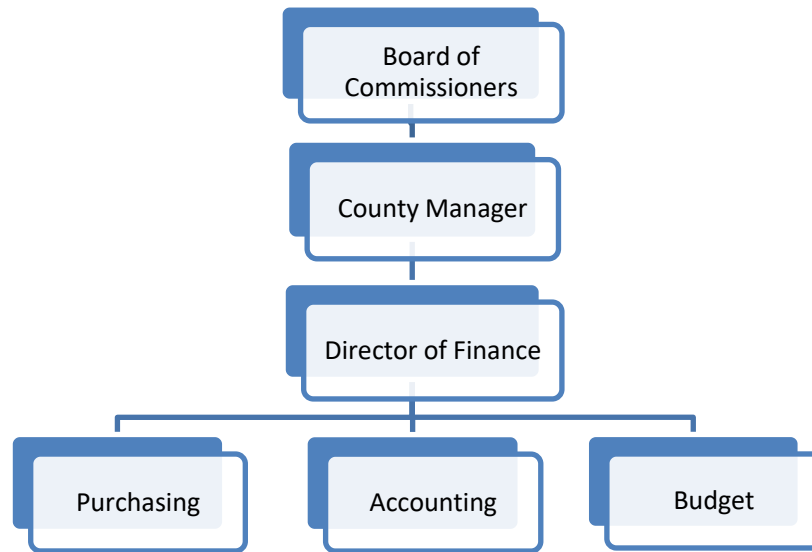 Board of
Commissioners
County Manager
Director of Finance
Purchasing
Accounting
Budget